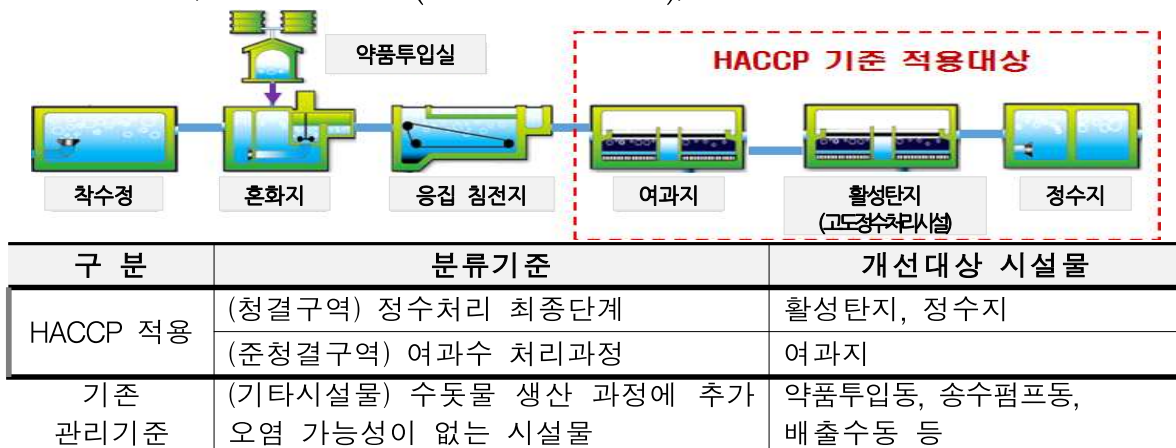 약품투입실
HACCP 기준 적용대상
착수정
혼화지
응집 침전지
여과지
활성탄지
(고도정수처리시설)
정수지
구 분
분류기준
개선대상 시설물
HACCP 적용
(청결구역) 정수처리 최종단계
활성탄지, 정수지
(준청결구역) 여과수 처리과정
여과지
기존
관리기준
(기타시설물) 수돗물 생산 과정에 추가
오염 가능성이 없는 시설물
약품투입동, 송수펌프동,
배출수동 등